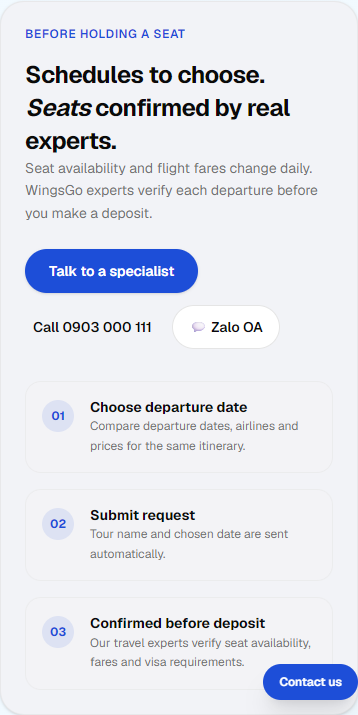 BEFORE HOLDING A SEAT
Schedules to choose.
Seats confirmed by real
experts.
Seat availability and flight fares change daily.
WingsGo experts verify each departure before
you make a deposit.
Talk to a specialist
Call 0903 000 111
Zalo OA
01
Choose departure date
Compare departure dates, airlines and
prices for the same itinerary.
02
Submit request
Tour name and chosen date are sent
automatically.
03
Confirmed before deposit
Our travel experts verify seat availability,
fares and visa requirements.
Contact us